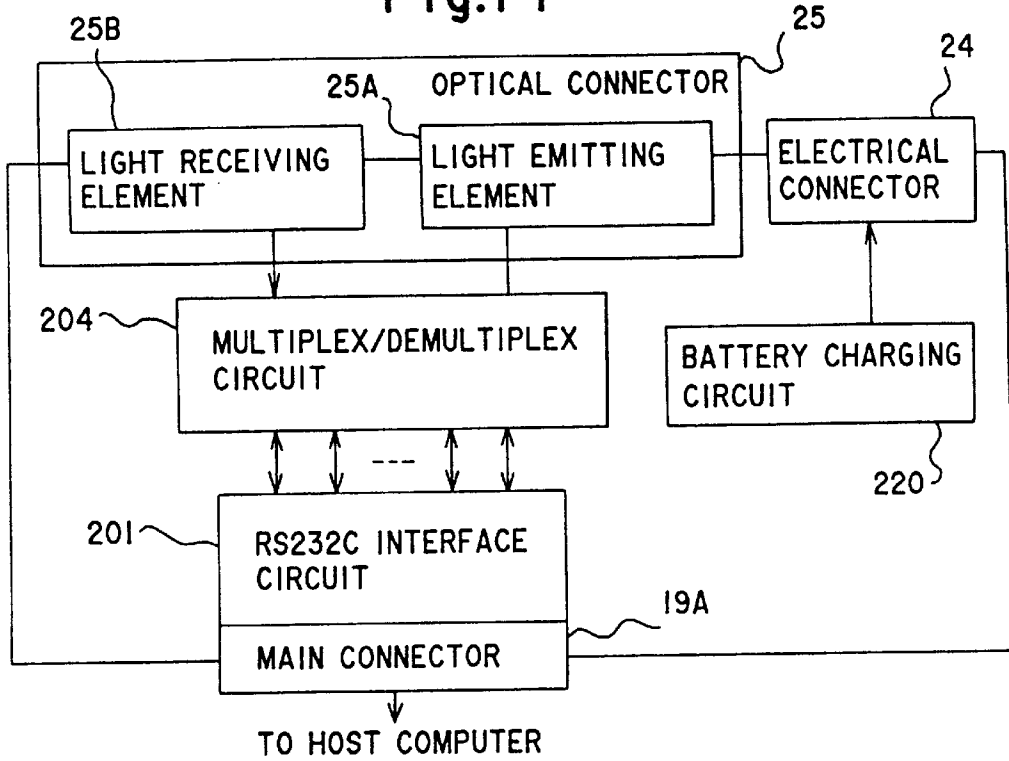 25B
25
25A
OPTICAL CONNECTOR
24
LIGHT RECEIVING
ELEMENT
LIGHT EMITTING
ELEMENT
ELECTRICAL
CONNECTOR
204
MULTIPLEX/DEMULTIPLEX
CIRCUIT
BATTERY CHARGING
CIRCUIT
220
201
RS232C INTERFACE
CIRCUIT
19A
MAIN CONNECTOR
TO HOST COMPUTER